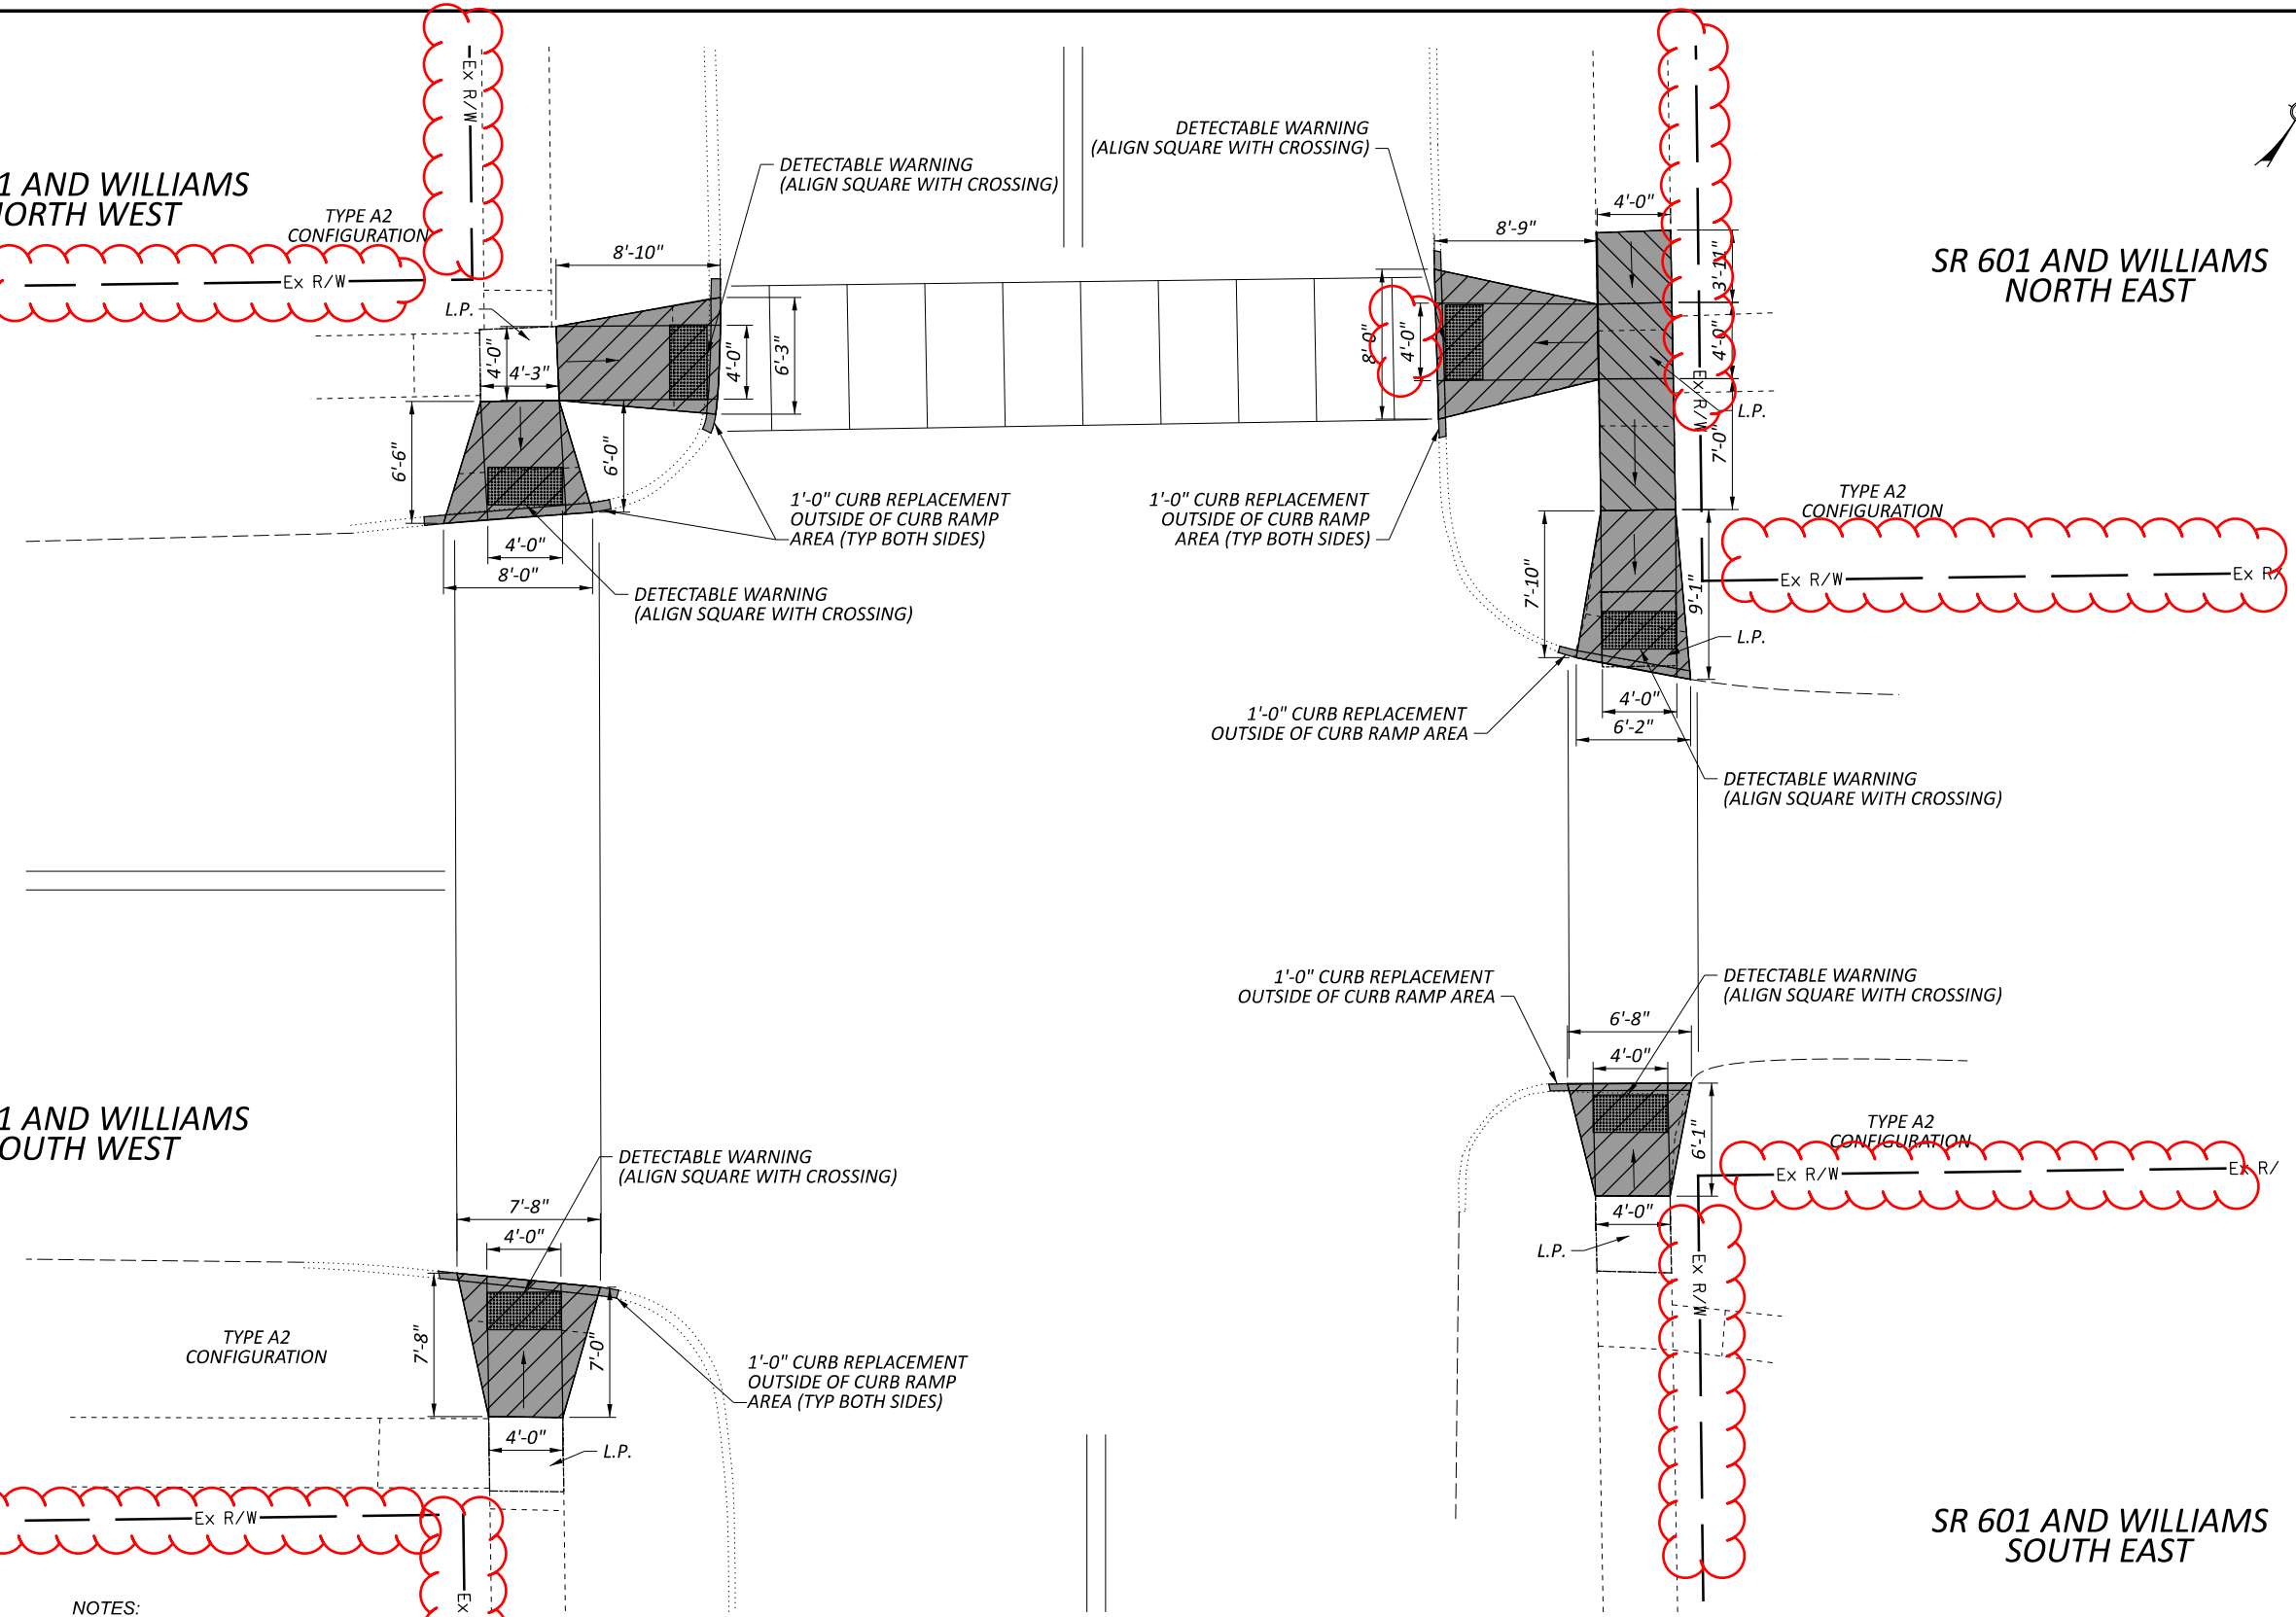 Ex R/W
1 AND WILLIAMS
NORTH WEST
TYPE A2
CONFIGURATION
Ex R/W
L.P.
4'-0"
4'-3"
8'-10"
DETECTABLE WARNING
(ALIGN SQUARE WITH CROSSING)
4'-0"
6'-3"
6'-6"
6'-0"
4'-0"
8'-0"
1'-0" CURB REPLACEMENT
OUTSIDE OF CURB RAMP
AREA (TYP BOTH SIDES)
DETECTABLE WARNING
(ALIGN SQUARE WITH CROSSING)
DETECTABLE WARNING
(ALIGN SQUARE WITH CROSSING)
8'-9"
4'-0"
3'-11"
4'-0"
7'-0"
8'-0"
4'-0"
Ex R/W
L.P.
SR 601 AND WILLIAMS
NORTH EAST
1'-0" CURB REPLACEMENT
OUTSIDE OF CURB RAMP
AREA (TYP BOTH SIDES)
TYPE A2
CONFIGURATION
Ex R/W
Ex R/
7'-10"
9'-1"
L.P.
4'-0"
6'-2"
1'-0" CURB REPLACEMENT
OUTSIDE OF CURB RAMP AREA
DETECTABLE WARNING
(ALIGN SQUARE WITH CROSSING)
1'-0" CURB REPLACEMENT
OUTSIDE OF CURB RAMP AREA
DETECTABLE WARNING
(ALIGN SQUARE WITH CROSSING)
6'-8"
4'-0"
6'-1"
TYPE A2
CONFIGURATION
Ex R/W
Ex R/
4'-0"
L.P.
Ex R/W
1 AND WILLIAMS
OUTH WEST
DETECTABLE WARNING
(ALIGN SQUARE WITH CROSSING)
7'-8"
4'-0"
7'-8"
7'-0"
TYPE A2
CONFIGURATION
1'-0" CURB REPLACEMENT
OUTSIDE OF CURB RAMP
AREA (TYP BOTH SIDES)
4'-0"
L.P.
Ex R/W
Ex
SR 601 AND WILLIAMS
SOUTH EAST
NOTES: